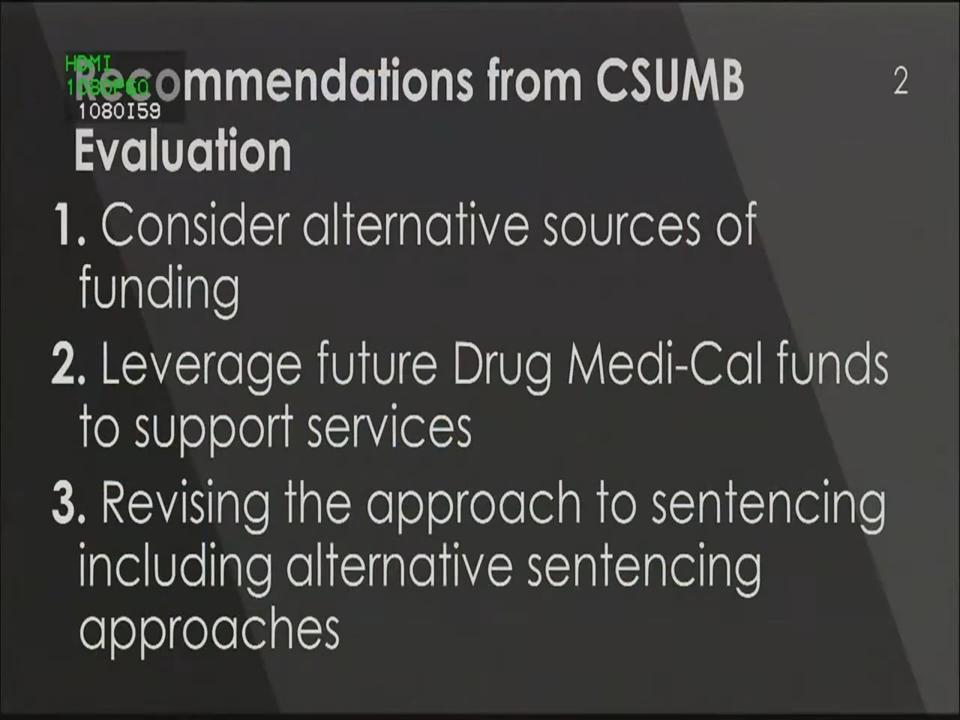 HDMI
1080P60
1080I59
Recommendations from CSUMB
2
Evaluation
1. Consider alternative sources of
funding
2. Leverage future Drug Medi-Cal funds
to support services
3. Revising the approach to sentencing
including alternative sentencing
approaches